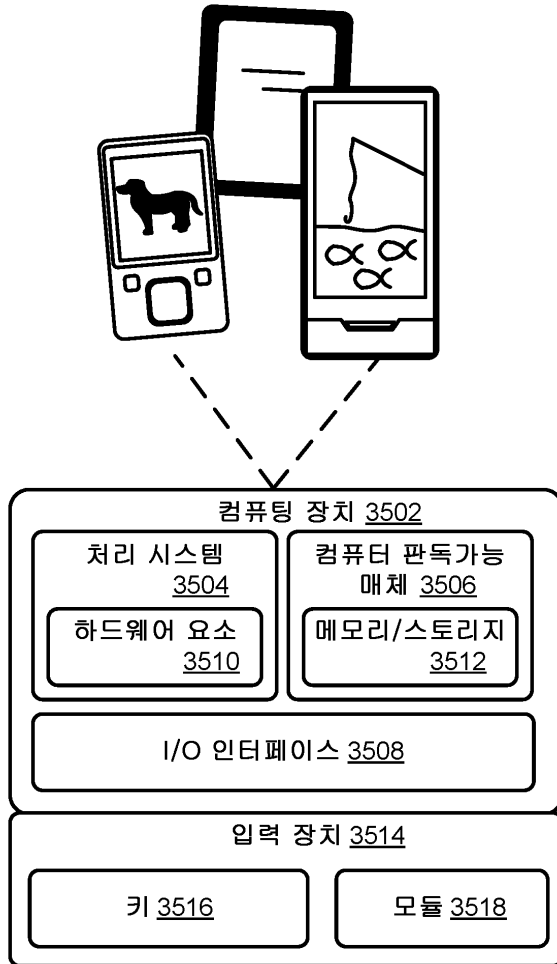 컴퓨팅 장치 3502
처리 시스템
3504
하드웨어 요소
3510
컴퓨터 판독가능
매체 3506
메모리/스토리지
3512
I/O 인터페이스 3508
입력 장치 3514
키 3516
모듈 3518